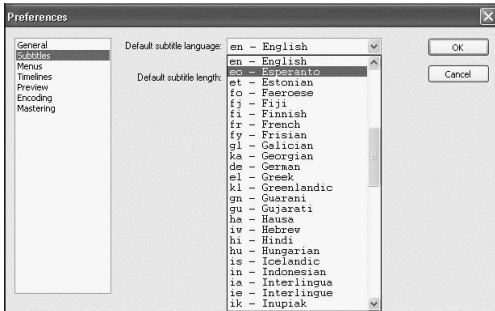 Preferences
General
Subtitles
Menus
Timelines
Preview
Encoding
Mastering
Default subtitle language: en - English
Default subtitle length:
en - English
eo - Esperanto
et - Estonian
fo - Faeroese
fj - Fiji
fi - Finnish
fr - French
fy - Frisian
gl - Galician
ka - Georgian
de - German
el - Greek
kl - Greenlandic
gn - Guarani
gu - Gujarati
ha - Hausa
iw - Hebrew
hi - Hindi
hu - Hungarian
is - Icelandic
in - Indonesian
ia - Interlingua
ie - Interlingue
ik - Inupiak
OK
Cancel